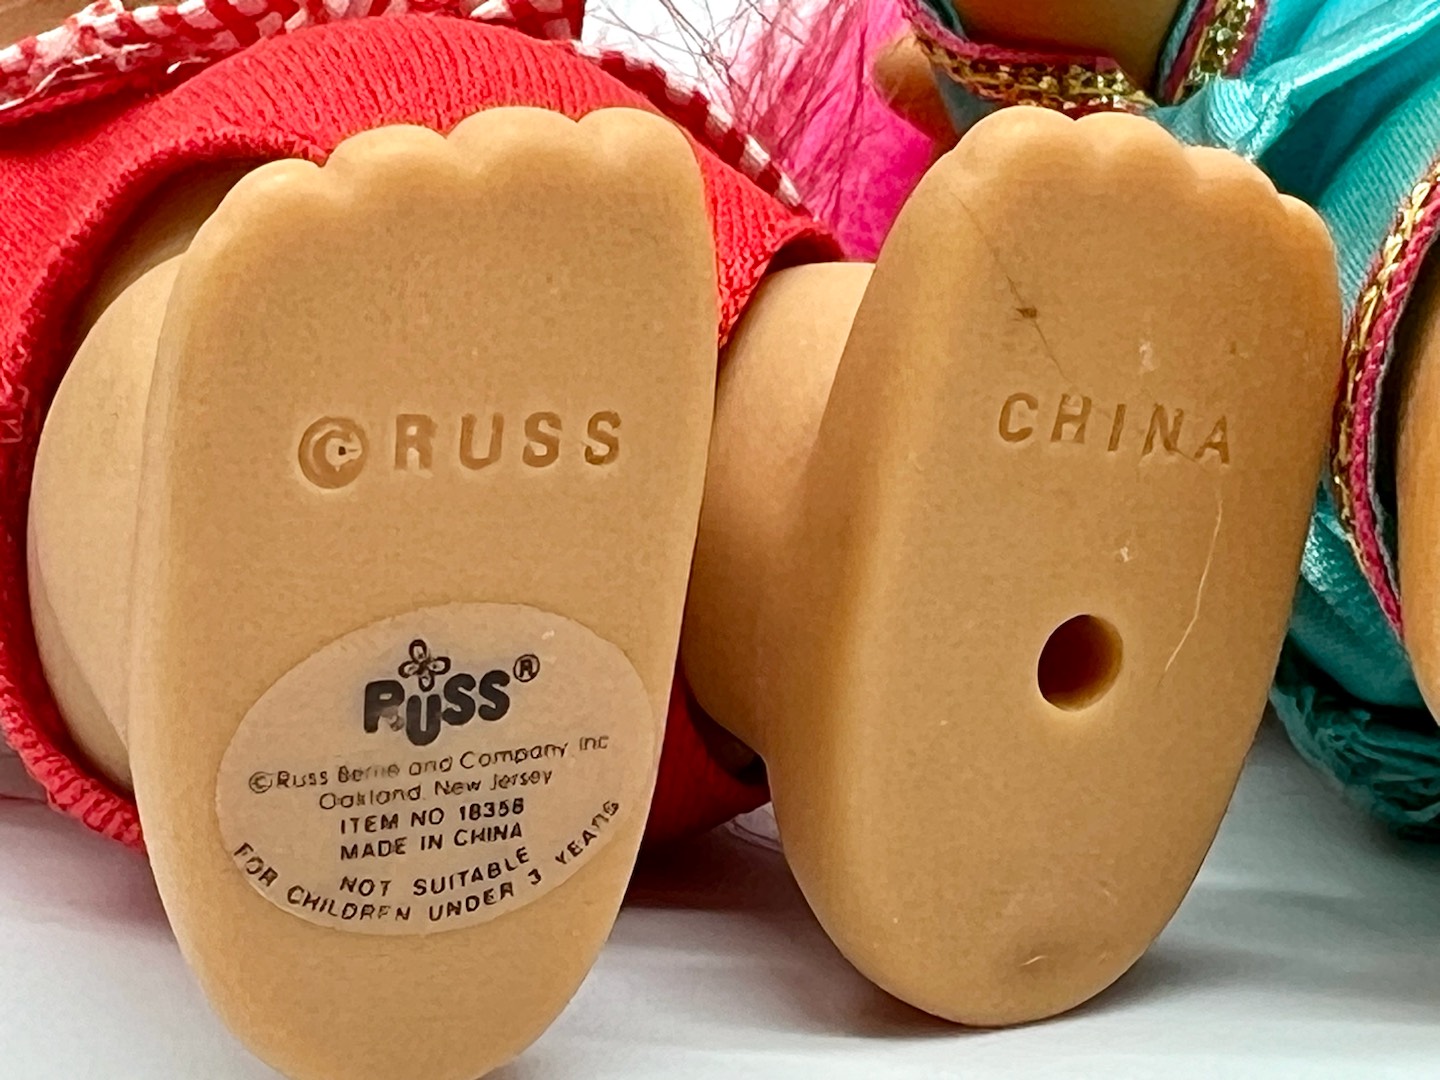 ©RUSS
CHINA
RUSS®
©Russ Berrie and Company, Inc
Oakland, New Jersey
ITEM NO 18358
MADE IN CHINA
NOT SUITABLE
FOR CHILDREN UNDER 3 YEARS